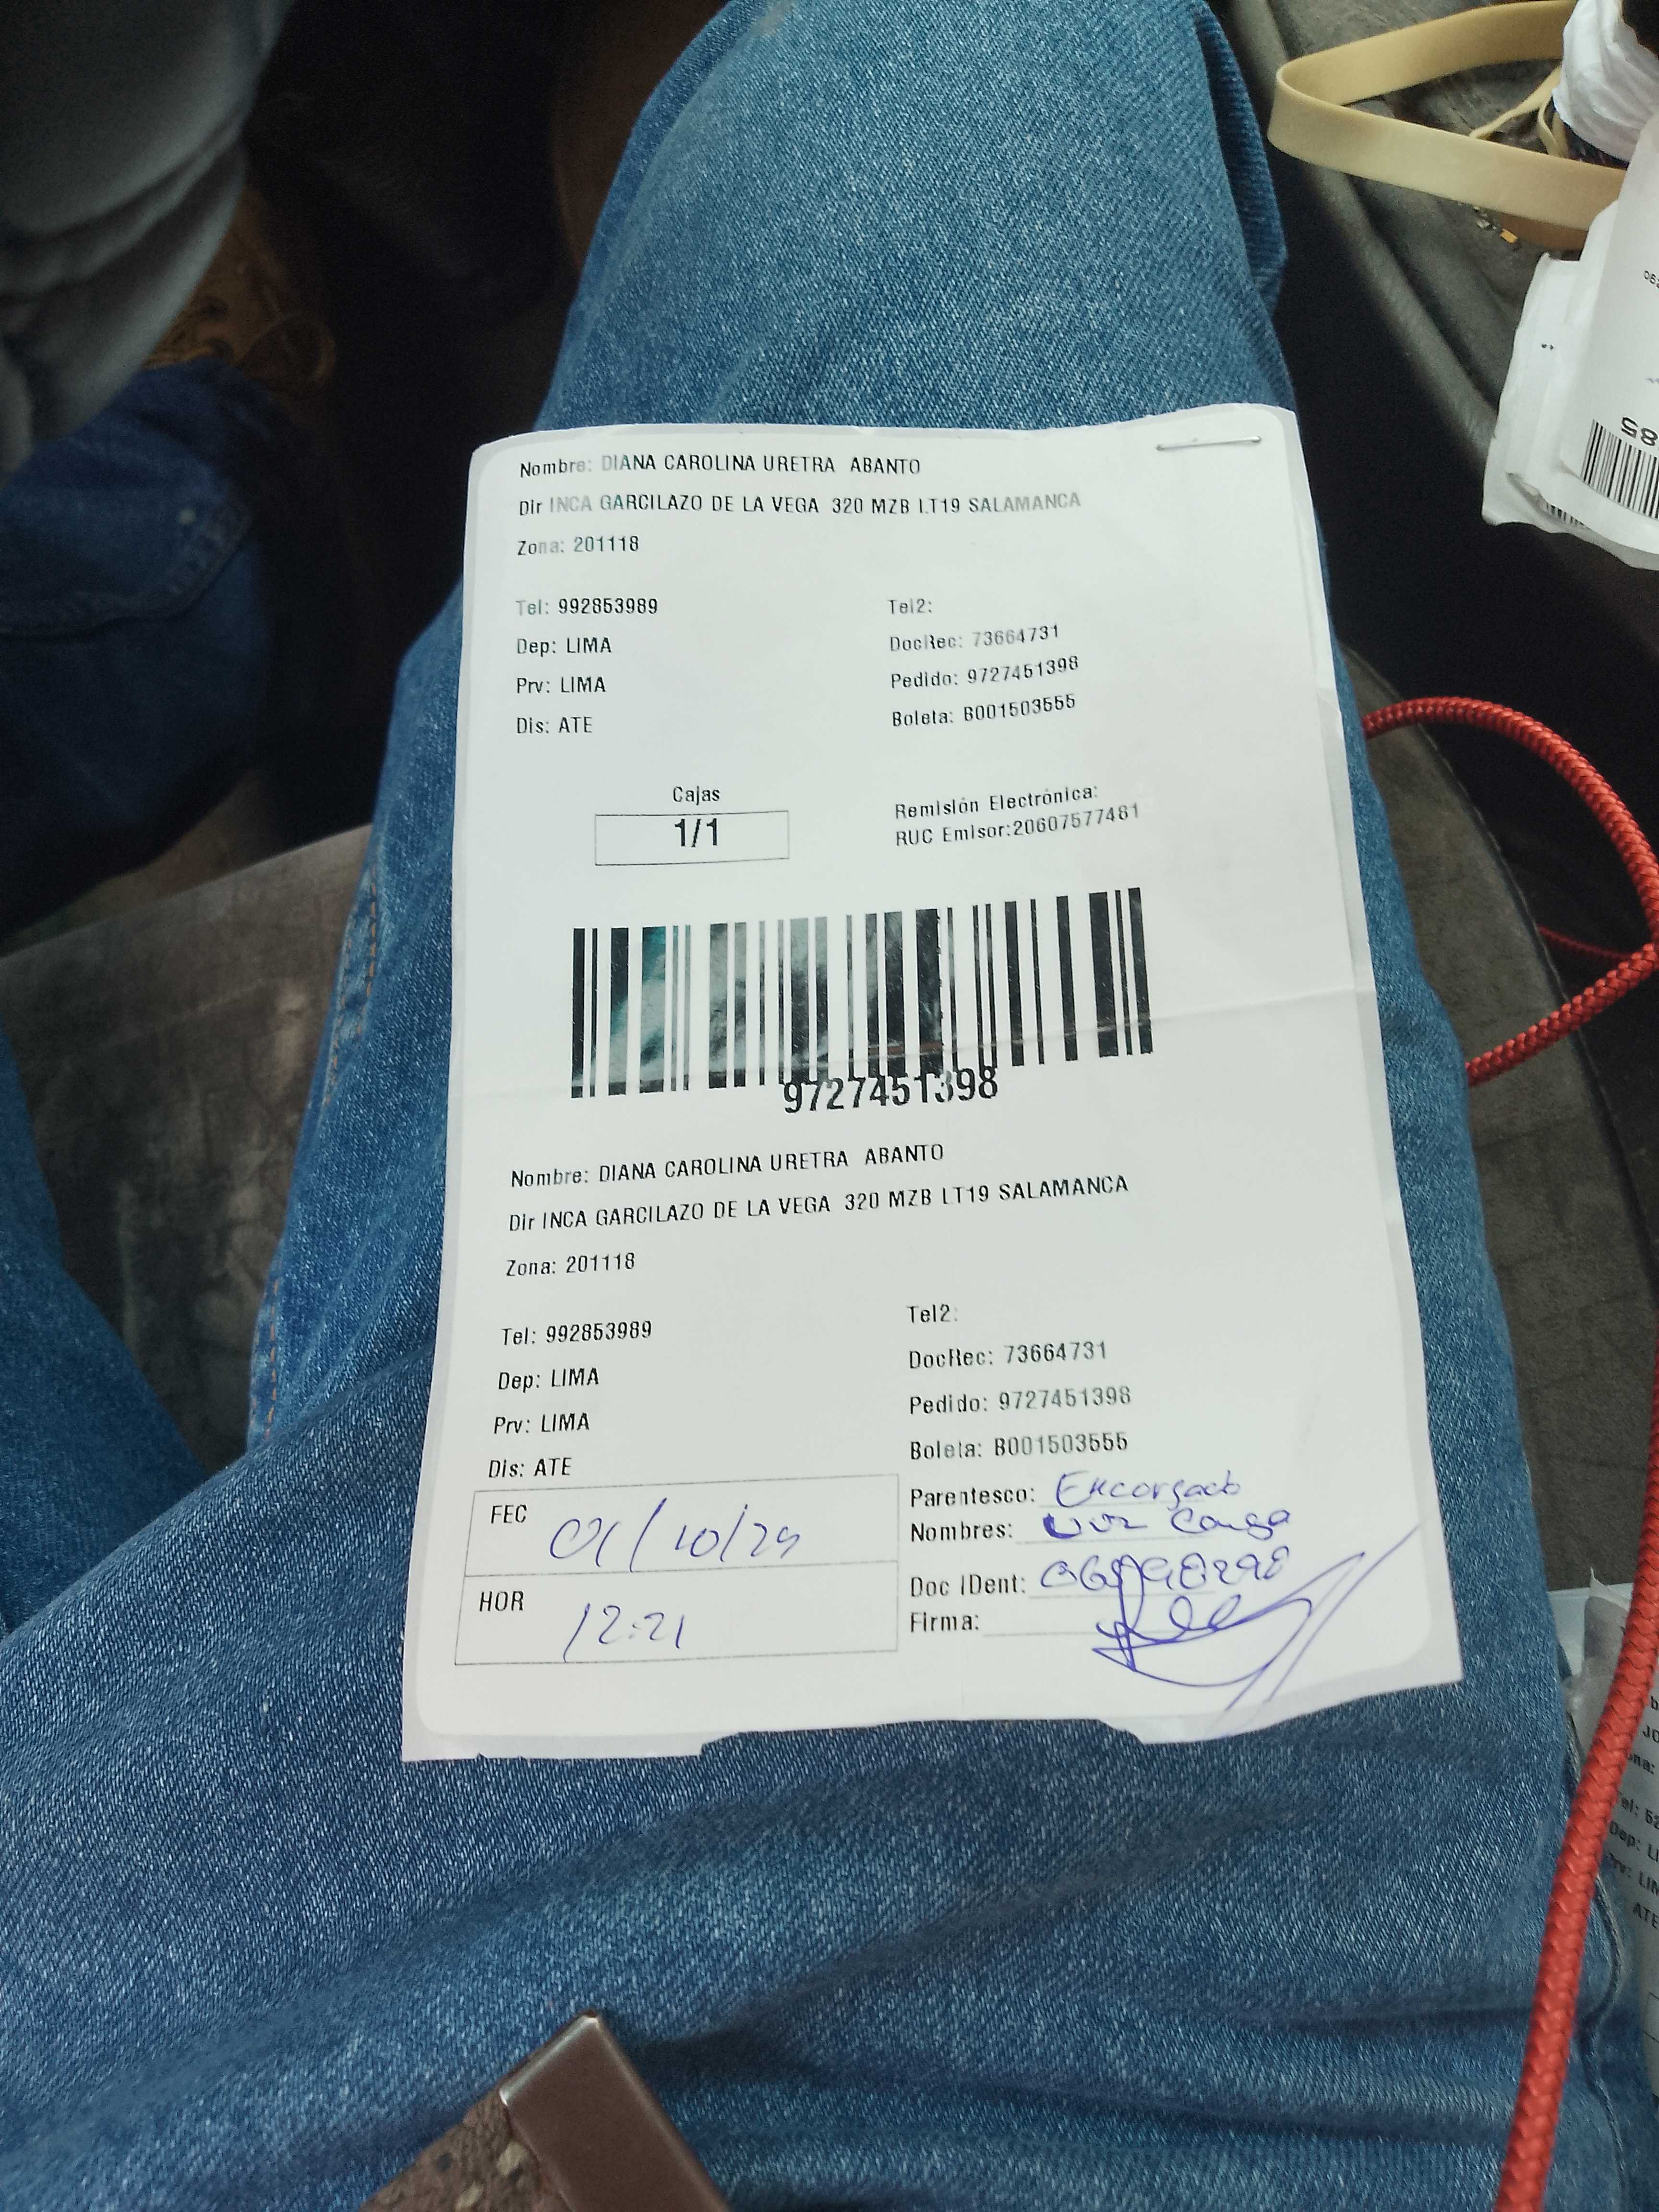 Nombre: DIANA CAROLINA URETRA ABANTO
Dir INCA GARCILAZO DE LA VEGA 320 MZB LT19 SALAMANCA
Zona: 201118
Tel: 992853989 Tel2:
Dep: LIMA DocRec: 73664731
Prv: LIMA Pedido: 9727451398
Dis: ATE Boleta: B001503555
Cajas
1/1
Remisión Electrónica:
RUC Emisor:20607577481
9727451398
Nombre: DIANA CAROLINA URETRA ABANTO
Dir INCA GARCILAZO DE LA VEGA 320 MZB LT19 SALAMANCA
Zona: 201118
Tel: 992853989 Tel2:
Dep: LIMA DocRec: 73664731
Prv: LIMA Pedido: 9727451398
Dis: ATE Boleta: B001503555
FEC
HOR 12:21
Parentesco: Encargado
Nombres:
Doc IDent:
Firma:
85